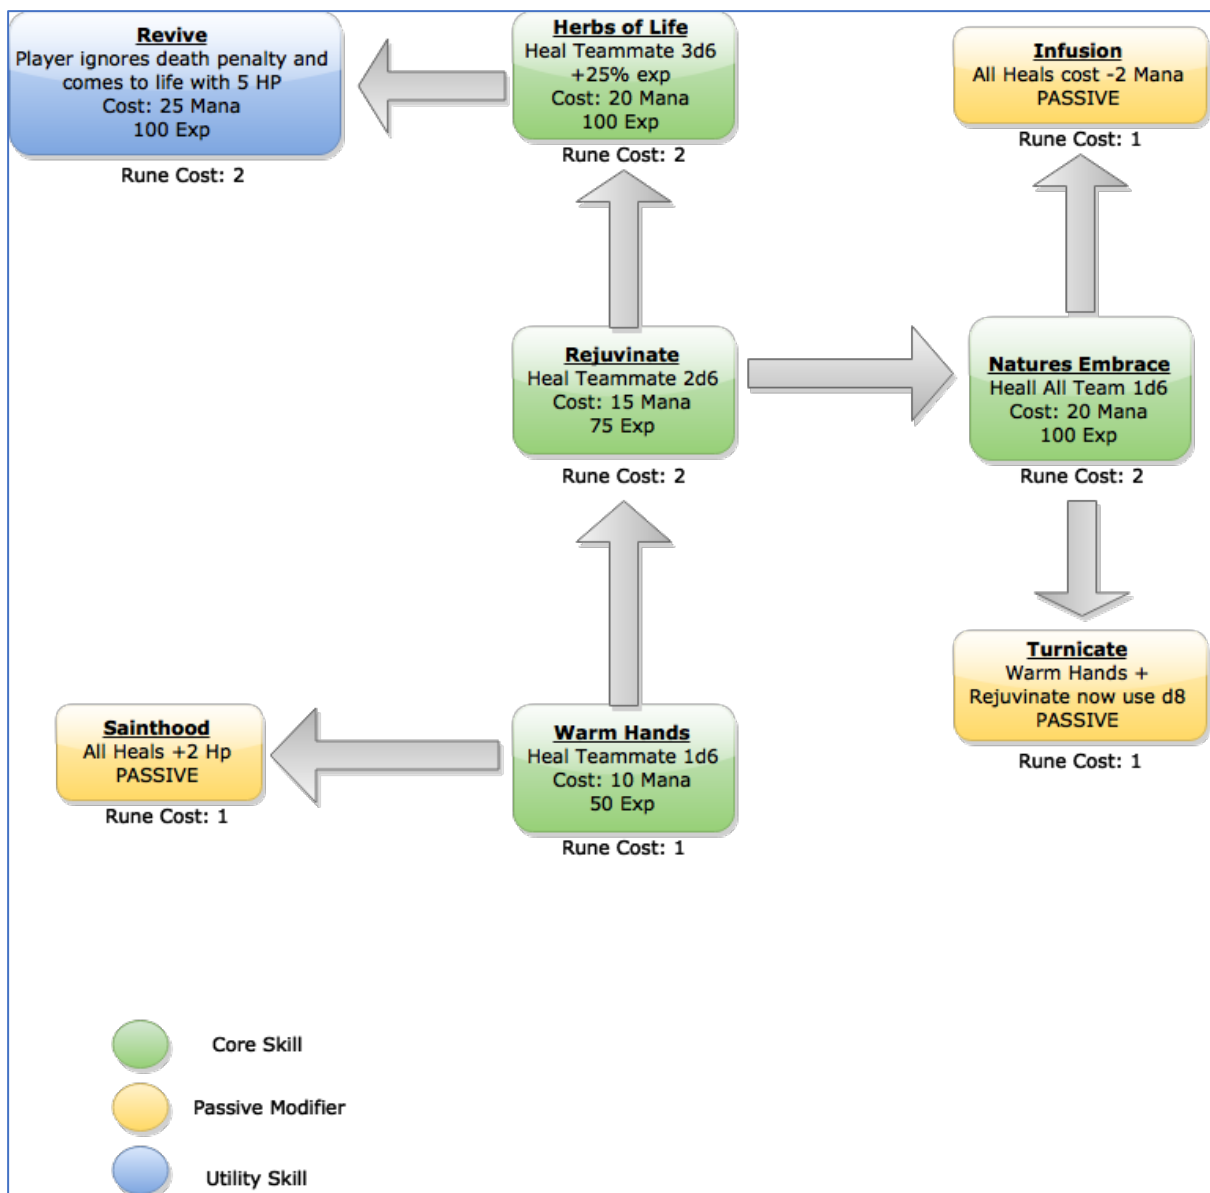 Revive
Player ignores death penalty and
comes to life with 5 HP
Cost: 25 Mana
100 Exp
Rune Cost: 2
Herbs of Life
Heal Teammate 3d6
+25% exp
Cost: 20 Mana
100 Exp
Rune Cost: 2
Infusion
All Heals cost -2 Mana
PASSIVE
Rune Cost: 1
Rejuvinate
Heal Teammate 2d6
Cost: 15 Mana
75 Exp
Rune Cost: 2
Natures Embrace
Heall All Team 1d6
Cost: 20 Mana
100 Exp
Rune Cost: 2
Turnicate
Warm Hands +
Rejuvinate now use d8
PASSIVE
Rune Cost: 1
Sainthood
All Heals +2 Hp
PASSIVE
Rune Cost: 1
Warm Hands
Heal Teammate 1d6
Cost: 10 Mana
50 Exp
Rune Cost: 1
Core Skill
Passive Modifier
Utility Skill